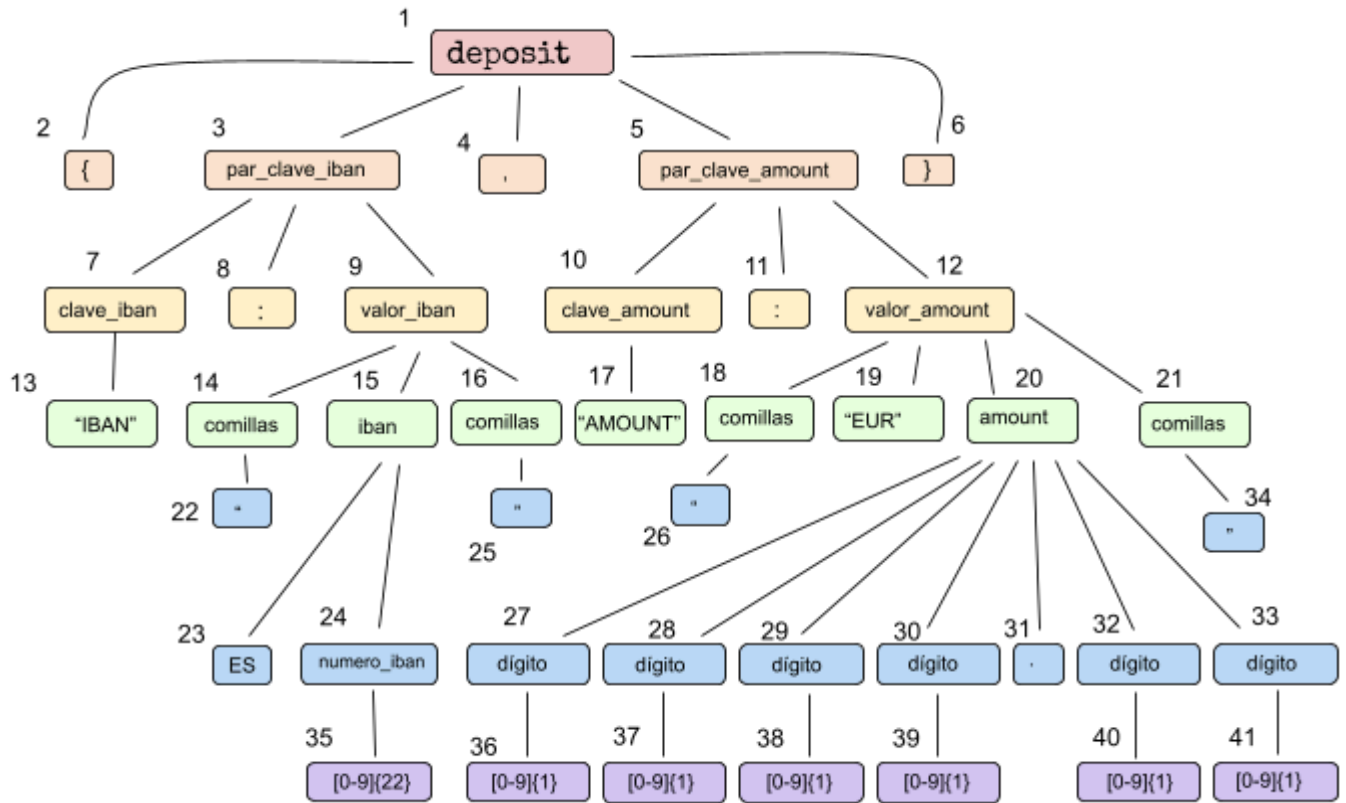 1
deposit
2
3
4
5
6
{
par_clave_iban
,
par_clave_amount
}
7
8
9
10
11
12
clave_iban
:
valor_iban
clave_amount
:
valor_amount
13
14
15
16
17
18
19
20
21
“IBAN”
comillas
iban
comillas
“AMOUNT”
comillas
“EUR”
amount
comillas
22
“
25
"
26
"
34
”
23
24
27
28
29
30
31
32
33
ES
numero_iban
dígito
dígito
dígito
dígito
.
dígito
dígito
35
36
37
38
39
40
41
[0-9]{22}
[0-9]{1}
[0-9]{1}
[0-9]{1}
[0-9]{1}
[0-9]{1}
[0-9]{1}